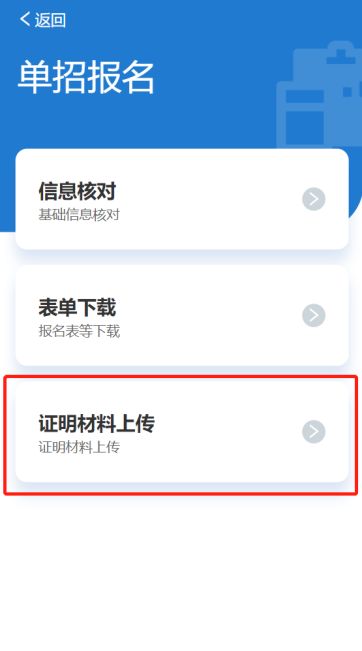 返回
单招报名
信息核对
基础信息核对
表单下载
报名表等下载
证明材料上传
证明材料上传